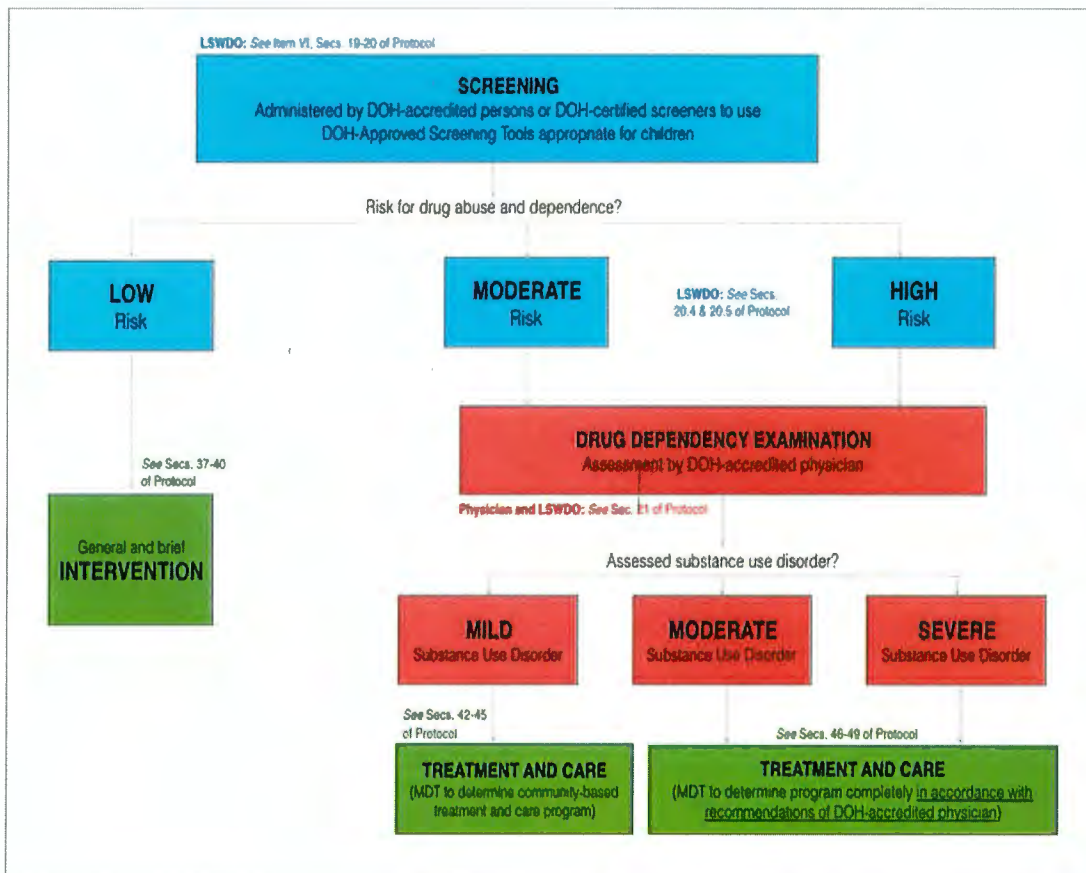 LSWDO: See Item VI, Secs. 19-20 of Protocol
SCREENING
Administered by DOH-accredited persons or DOH-certified screeners to use
DOH-Approved Screening Tools appropriate for children
Risk for drug abuse and dependence?
LOW
Risk
MODERATE
Risk
LSWDO: See Secs.
20.4 & 20.5 of Protocol
HIGH
Risk
DRUG DEPENDENCY EXAMINATION
Assessment by DOH-accredited physician
Physician and LSWDO: See Sec. 21 of Protocol
See Secs. 37-40
of Protocol
General and brief
INTERVENTION
Assessed substance use disorder?
MILD
Substance Use Disorder
MODERATE
Substance Use Disorder
SEVERE
Substance Use Disorder
See Secs. 42-45
of Protocol
See Secs. 46-49 of Protocol
TREATMENT AND CARE
(MDT to determine community-based
treatment and care program)
TREATMENT AND CARE
(MDT to determine program completely in accordance with
recommendations of DOH-accredited physician)